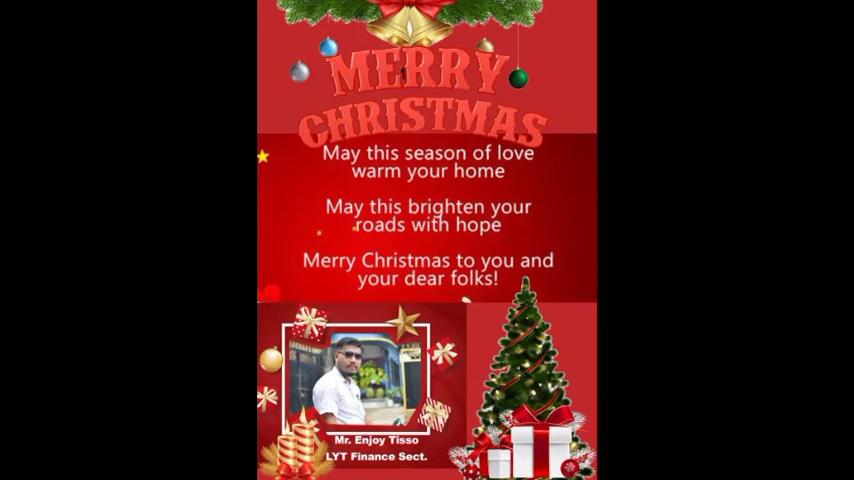 MERRY
CHRISTMAS
May this season of love
warm your home
May this brighten your
roads with hope
Merry Christmas to you and
your dear folks!
Mr. Enjoy Tisso
LYT Finance Sect.